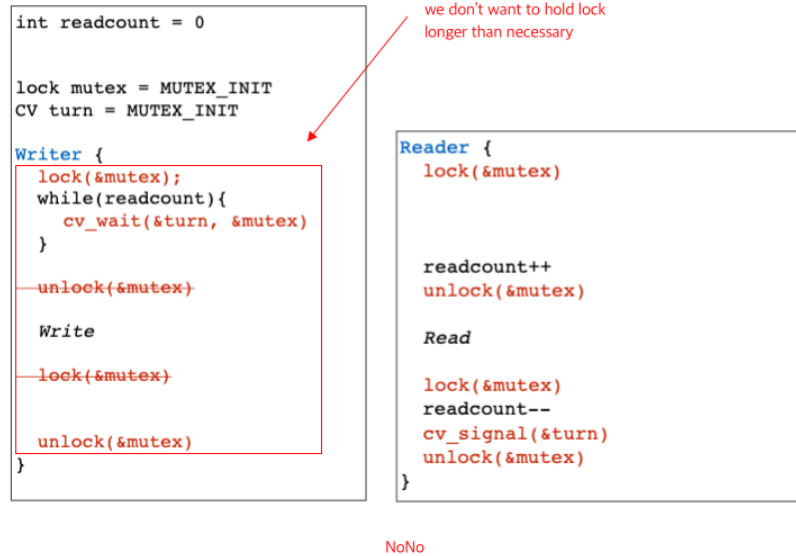 we don't want to hold lock
longer than necessary
int readcount = 0
lock mutex = MUTEX_INIT
CV turn = MUTEX_INIT
Writer {
lock(&mutex);
while(readcount){
cv_wait(&turn, &mutex)
}
unlock(&mutex)
Write
lock(&mutex)
unlock(&mutex)
}
Reader {
lock(&mutex)
readcount++
unlock(&mutex)
Read
lock(&mutex)
readcount--
cv_signal(&turn)
unlock(&mutex)
}
NoNo